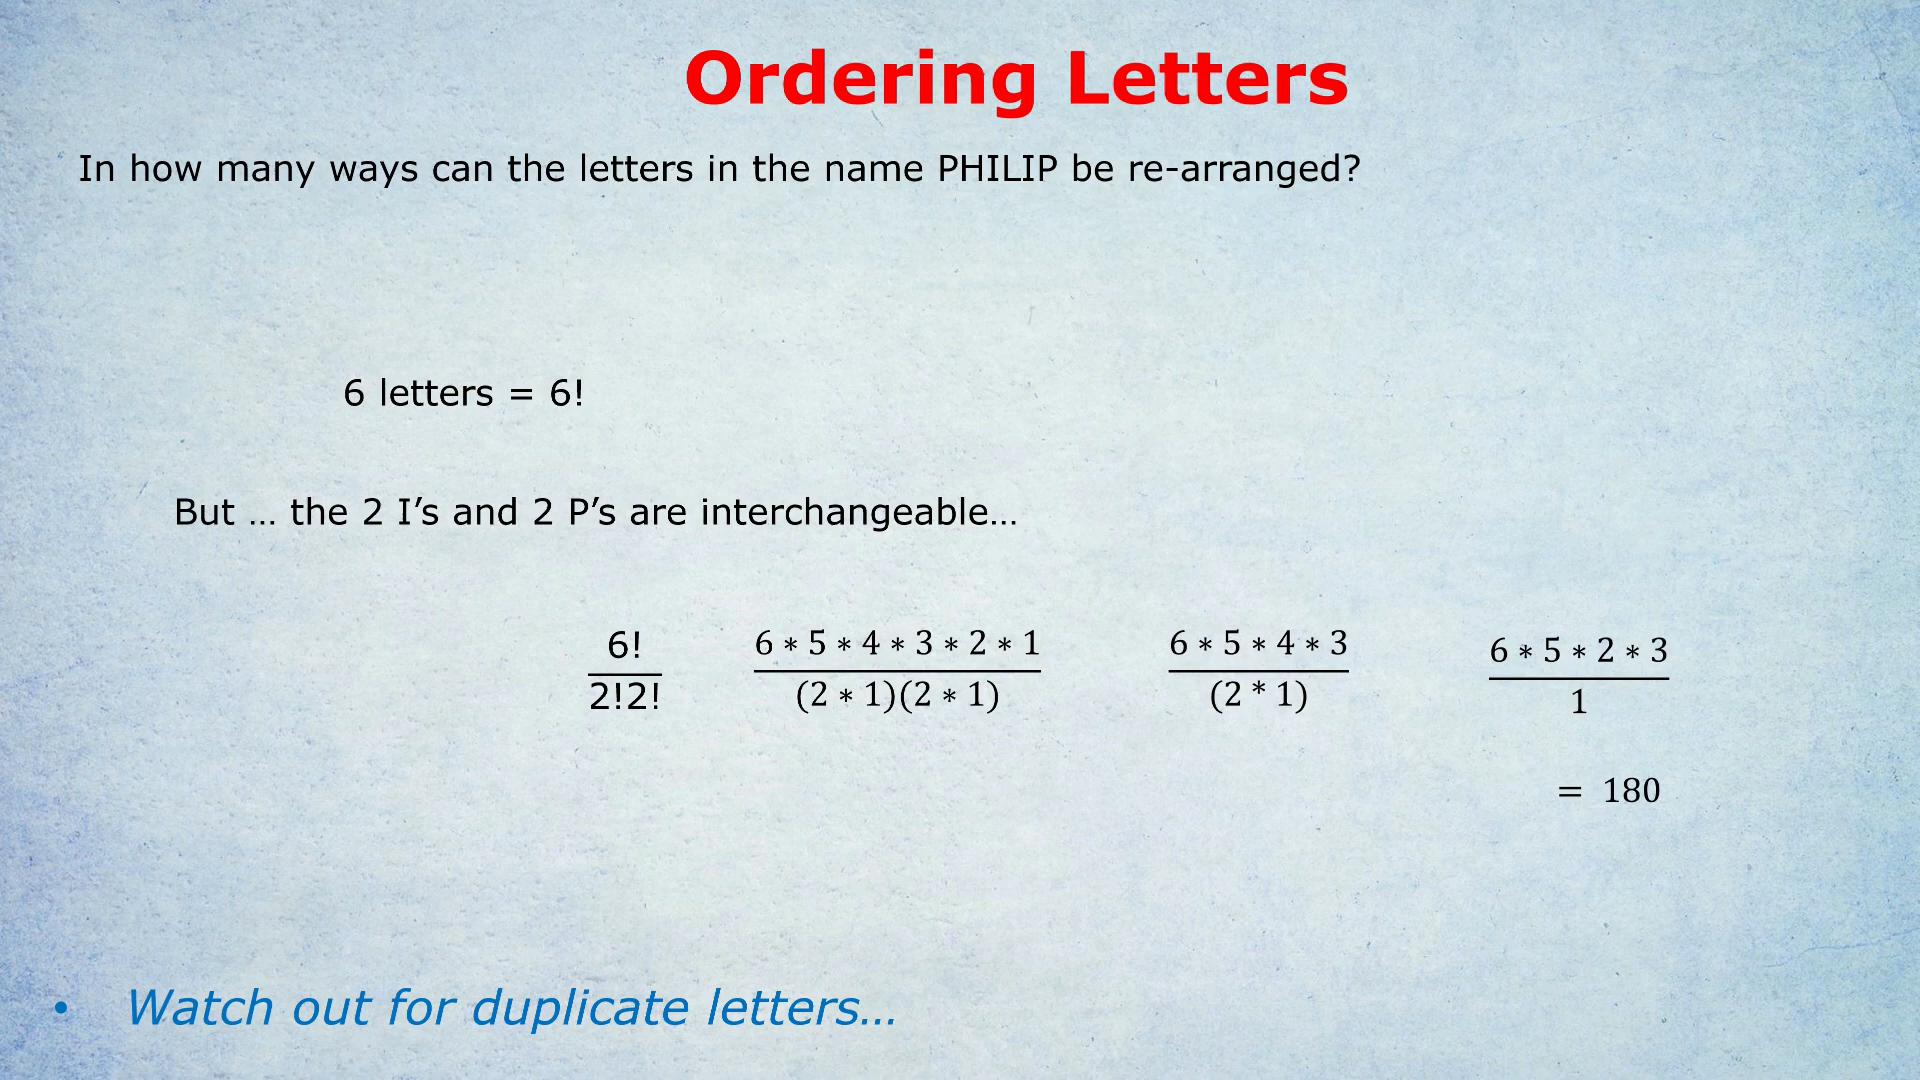 Ordering Letters
In how many ways can the letters in the name PHILIP be re-arranged?
6 letters = 6!
But … the 2 I’s and 2 P’s are interchangeable…
6!
2!2!
6 ∗ 5 ∗ 4 ∗ 3 ∗ 2 ∗ 1
(2 ∗ 1)(2 ∗ 1)
6 ∗ 5 ∗ 4 ∗ 3
(2 * 1)
6 ∗ 5 ∗ 2 ∗ 3
1
= 180
• Watch out for duplicate letters…